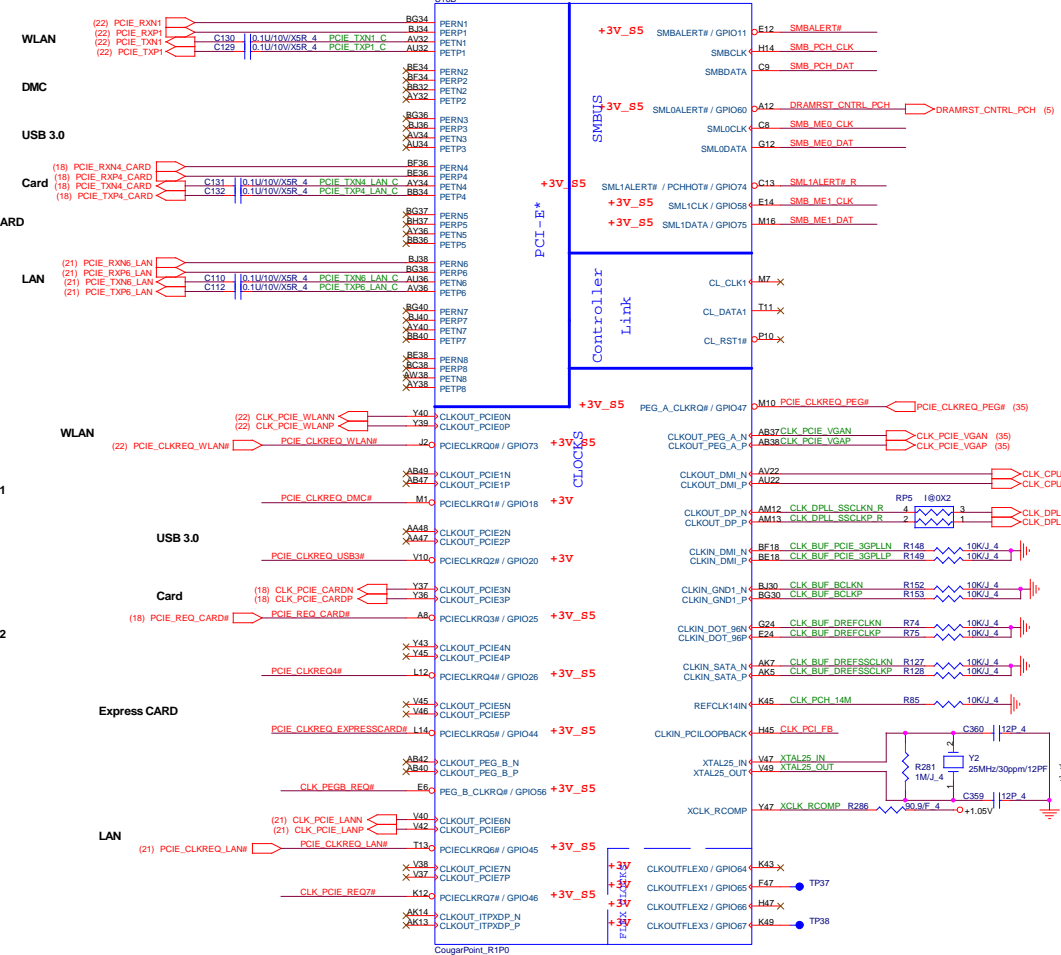 WLAN
(22) PCIE_RXN1 BG34 PERN1
(22) PCIE_RXP1 BJ34 PERP1
(22) PCIE_TXN1 C130 0.1U/10V/X5R_4 PCIE_TXN1_C AV32 PETN1
(22) PCIE_TXP1 C129 0.1U/10V/X5R_4 PCIE_TXP1_C AU32 PETP1
DMC
BE34 PERN2
BF34 PERP2
BB32 PETN2
AY32 PETP2
USB 3.0
BG36 PERN3
BJ36 PERP3
AV34 PETN3
AU34 PETP3
Card
(18) PCIE_RXN4_CARD BF36 PERN4
(18) PCIE_RXP4_CARD BE36 PERP4
(18) PCIE_TXN4_CARD C131 0.1U/10V/X5R_4 PCIE_TXN4_LAN_C AY34 PETN4
(18) PCIE_TXP4_CARD C132 0.1U/10V/X5R_4 PCIE_TXP4_LAN_C BB34 PETP4
ARD
BG37 PERN5
BH37 PERP5
AY36 PETN5
BB36 PETP5
LAN
(21) PCIE_RXN6_LAN BJ38 PERN6
(21) PCIE_RXP6_LAN BG38 PERP6
(21) PCIE_TXN6_LAN C110 0.1U/10V/X5R_4 PCIE_TXN6_LAN_C AU36 PETN6
(21) PCIE_TXP6_LAN C112 0.1U/10V/X5R_4 PCIE_TXP6_LAN_C AV36 PETP6
BG40 PERN7
BJ40 PERP7
AY40 PETN7
BB40 PETP7
BE38 PERN8
BC38 PERP8
AW38 PETN8
AY38 PETP8
PCI-E*
WLAN
(22) CLK_PCIE_WLANN Y40 CLKOUT_PCIE0N
(22) CLK_PCIE_WLANP Y39 CLKOUT_PCIE0P
(22) PCIE_CLKREQ_WLAN# PCIE_CLKREQ_WLAN# J2 PCIECLKRQ0# / GPIO73 +3V_S5
AB49 CLKOUT_PCIE1N
AB47 CLKOUT_PCIE1P
1
PCIE_CLKREQ_DMC# M1 PCIECLKRQ1# / GPIO18 +3V
USB 3.0
AA48 CLKOUT_PCIE2N
AA47 CLKOUT_PCIE2P
PCIE_CLKREQ_USB3# V10 PCIECLKRQ2# / GPIO20 +3V
Card
(18) CLK_PCIE_CARDN Y37 CLKOUT_PCIE3N
(18) CLK_PCIE_CARDP Y36 CLKOUT_PCIE3P
(18) PCIE_REQ_CARD# PCIE_REQ_CARD# A8 PCIECLKRQ3# / GPIO25 +3V_S5
2
Y43 CLKOUT_PCIE4N
Y45 CLKOUT_PCIE4P
PCIE_CLKREQ4# L12 PCIECLKRQ4# / GPIO26 +3V_S5
Express CARD
V45 CLKOUT_PCIE5N
V46 CLKOUT_PCIE5P
PCIE_CLKREQ_EXPRESSCARD# L14 PCIECLKRQ5# / GPIO44 +3V_S5
AB42 CLKOUT_PEG_B_N
AB40 CLKOUT_PEG_B_P
CLK_PEGB_REQ# E6 PEG_B_CLKRQ# / GPIO56 +3V_S5
LAN
(21) CLK_PCIE_LANN V40 CLKOUT_PCIE6N
(21) CLK_PCIE_LANP V42 CLKOUT_PCIE6P
(21) PCIE_CLKREQ_LAN# PCIE_CLKREQ_LAN# T13 PCIECLKRQ6# / GPIO45 +3V_S5
V38 CLKOUT_PCIE7N
V37 CLKOUT_PCIE7P
CLK_PCIE_REQ7# K12 PCIECLKRQ7# / GPIO46 +3V_S5
AK14 CLKOUT_ITPXDP_N
AK13 CLKOUT_ITPXDP_P
CougarPoint_R1P0
SMBUS
+3V_S5 SMBALERT# / GPIO11 E12 SMBALERT#
SMBCLK H14 SMB_PCH_CLK
SMBDATA C9 SMB_PCH_DAT
+3V_S5 SML0ALERT# / GPIO60 A12 DRAMRST_CNTRL_PCH DRAMRST_CNTRL_PCH (5)
SML0CLK C8 SMB_ME0_CLK
SML0DATA G12 SMB_ME0_DAT
+3V_S5 SML1ALERT# / PCHHOT# / GPIO74 C13 SML1ALERT#_R
+3V_S5 SML1CLK / GPIO58 E14 SMB_ME1_CLK
+3V_S5 SML1DATA / GPIO75 M16 SMB_ME1_DAT
Controller
Link
CL_CLK1 M7
CL_DATA1 T11
CL_RST1# P10
CLOCKS
+3V_S5 PEG_A_CLKRQ# / GPIO47 M10 PCIE_CLKREQ_PEG# PCIE_CLKREQ_PEG# (35)
CLKOUT_PEG_A_N AB37 CLK_PCIE_VGAN CLK_PCIE_VGAN (35)
CLKOUT_PEG_A_P AB38 CLK_PCIE_VGAP CLK_PCIE_VGAP (35)
CLKOUT_DMI_N AV22 CLK_CPU
CLKOUT_DMI_P AU22 CLK_CPU
RP5 I@0X2
CLKOUT_DP_N AM12 CLK_DPLL_SSCLKN_R 4 3 CLK_DPL
CLKOUT_DP_P AM13 CLK_DPLL_SSCLKP_R 2 1 CLK_DPL
CLKIN_DMI_N BF18 CLK_BUF_PCIE_3GPLLN R148 10K/J_4
CLKIN_DMI_P BE18 CLK_BUF_PCIE_3GPLLP R149 10K/J_4
CLKIN_GND1_N BJ30 CLK_BUF_BCLKN R152 10K/J_4
CLKIN_GND1_P BG30 CLK_BUF_BCLKP R153 10K/J_4
CLKIN_DOT_96N G24 CLK_BUF_DREFCLKN R74 10K/J_4
CLKIN_DOT_96P E24 CLK_BUF_DREFCLKP R75 10K/J_4
CLKIN_SATA_N AK7 CLK_BUF_DREFSSCLKN R127 10K/J_4
CLKIN_SATA_P AK5 CLK_BUF_DREFSSCLKP R128 10K/J_4
REFCLK14IN K45 CLK_PCH_14M R85 10K/J_4
CLKIN_PCILOOPBACK H45 CLK_PCI_FB
C360 12P_4
XTAL25_IN V47 XTAL25_IN
XTAL25_OUT V49 XTAL25_OUT
R281
1M/J_4
2
Y2
25MHz/30ppm/12PF
1
C359 12P_4
XCLK_RCOMP Y47 XCLK_RCOMP R286 90.9/F_4 +1.05V
+3V CLKOUTFLEX0 / GPIO64 K43
+3V CLKOUTFLEX1 / GPIO65 F47 TP37
+3V CLKOUTFLEX2 / GPIO66 H47
+3V CLKOUTFLEX3 / GPIO67 K49 TP38